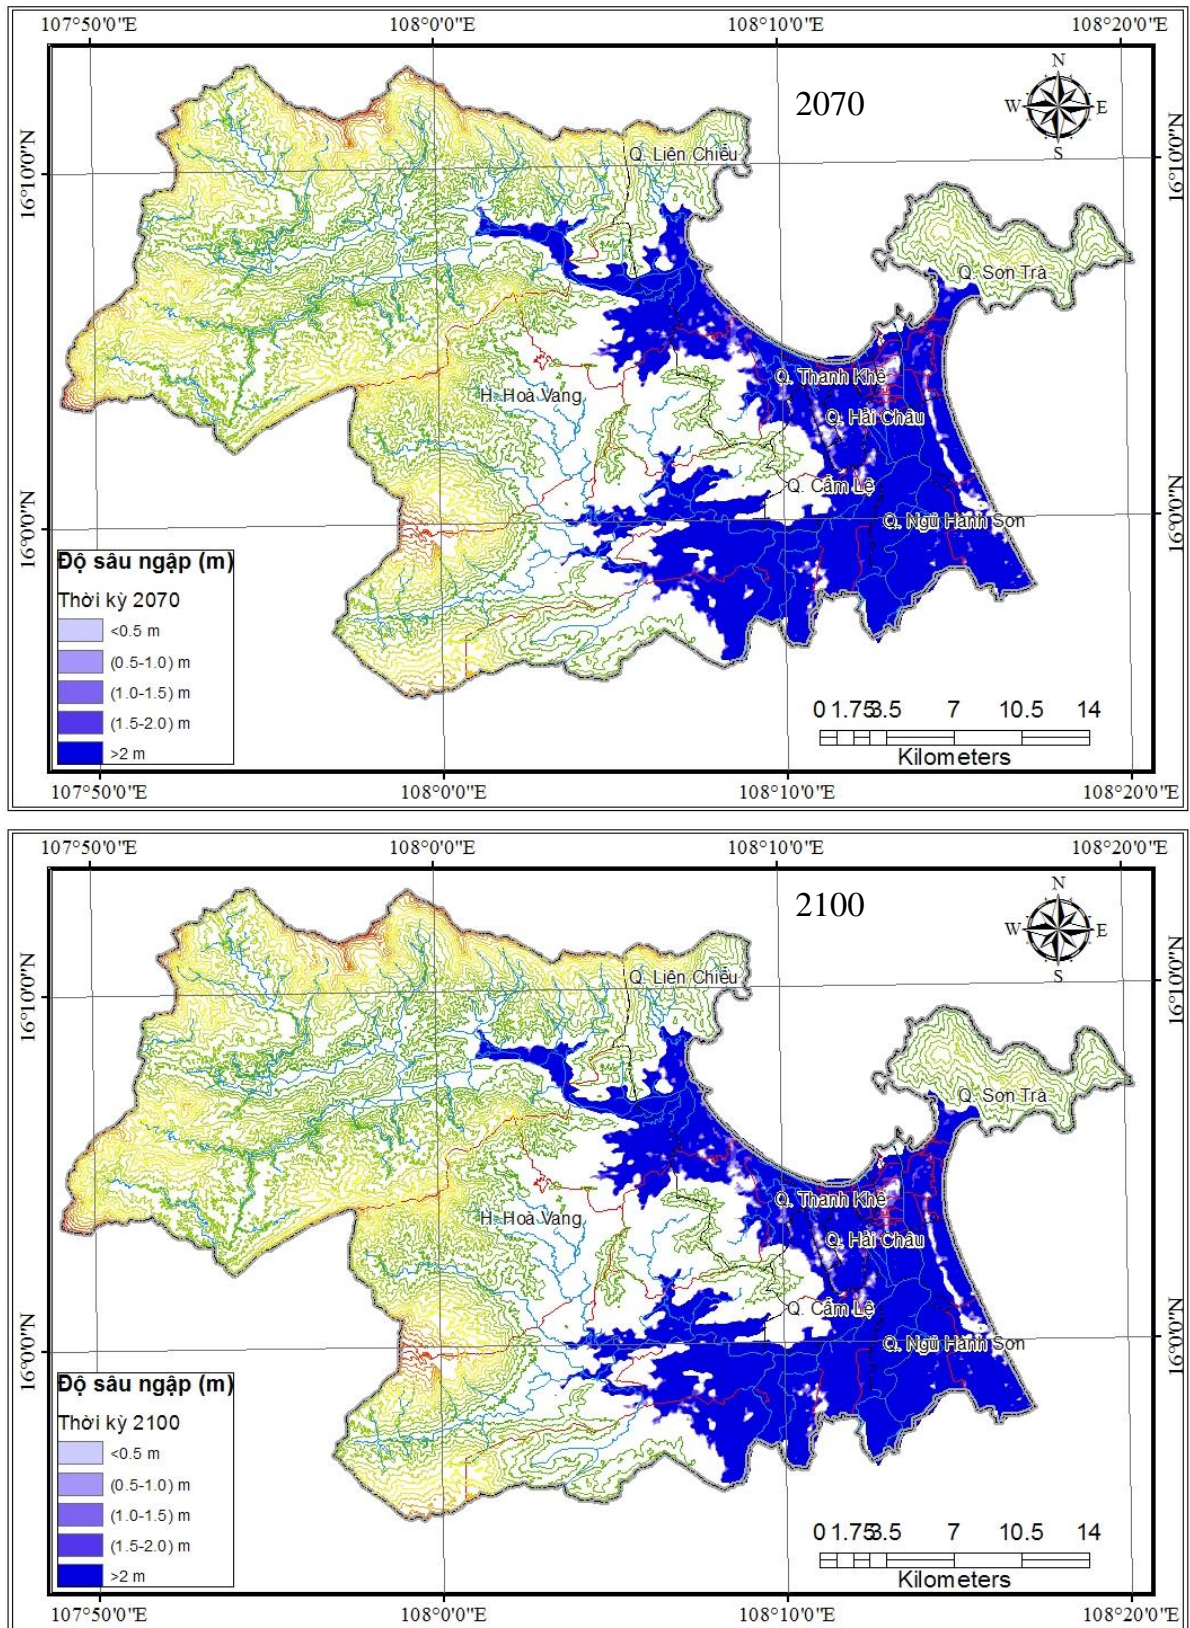 107°50'0"E 108°0'0"E 108°10'0"E 108°20'0"E
2070
N
W E
S
16°10'0"N 16°10'0"N
Q. Liên Chiểu
Q. Sơn Trà
Q. Thanh Khê
H. Hoà Vang
Q. Hải Châu
Q. Cẩm Lệ
16°0'0"N 16°0'0"N
Q. Ngũ Hành Sơn
Độ sâu ngập (m)
Thời kỳ 2070
<0.5 m
(0.5-1.0) m
(1.0-1.5) m
(1.5-2.0) m
>2 m
0 1.75 3.5 7 10.5 14
Kilometers
107°50'0"E 108°0'0"E 108°10'0"E 108°20'0"E
107°50'0"E 108°0'0"E 108°10'0"E 108°20'0"E
2100
N
W E
S
16°10'0"N 16°10'0"N
Q. Liên Chiểu
Q. Sơn Trà
Q. Thanh Khê
H. Hoà Vang
Q. Hải Châu
Q. Cẩm Lệ
16°0'0"N 16°0'0"N
Q. Ngũ Hành Sơn
Độ sâu ngập (m)
Thời kỳ 2100
<0.5 m
(0.5-1.0) m
(1.0-1.5) m
(1.5-2.0) m
>2 m
0 1.75 3.5 7 10.5 14
Kilometers
107°50'0"E 108°0'0"E 108°10'0"E 108°20'0"E